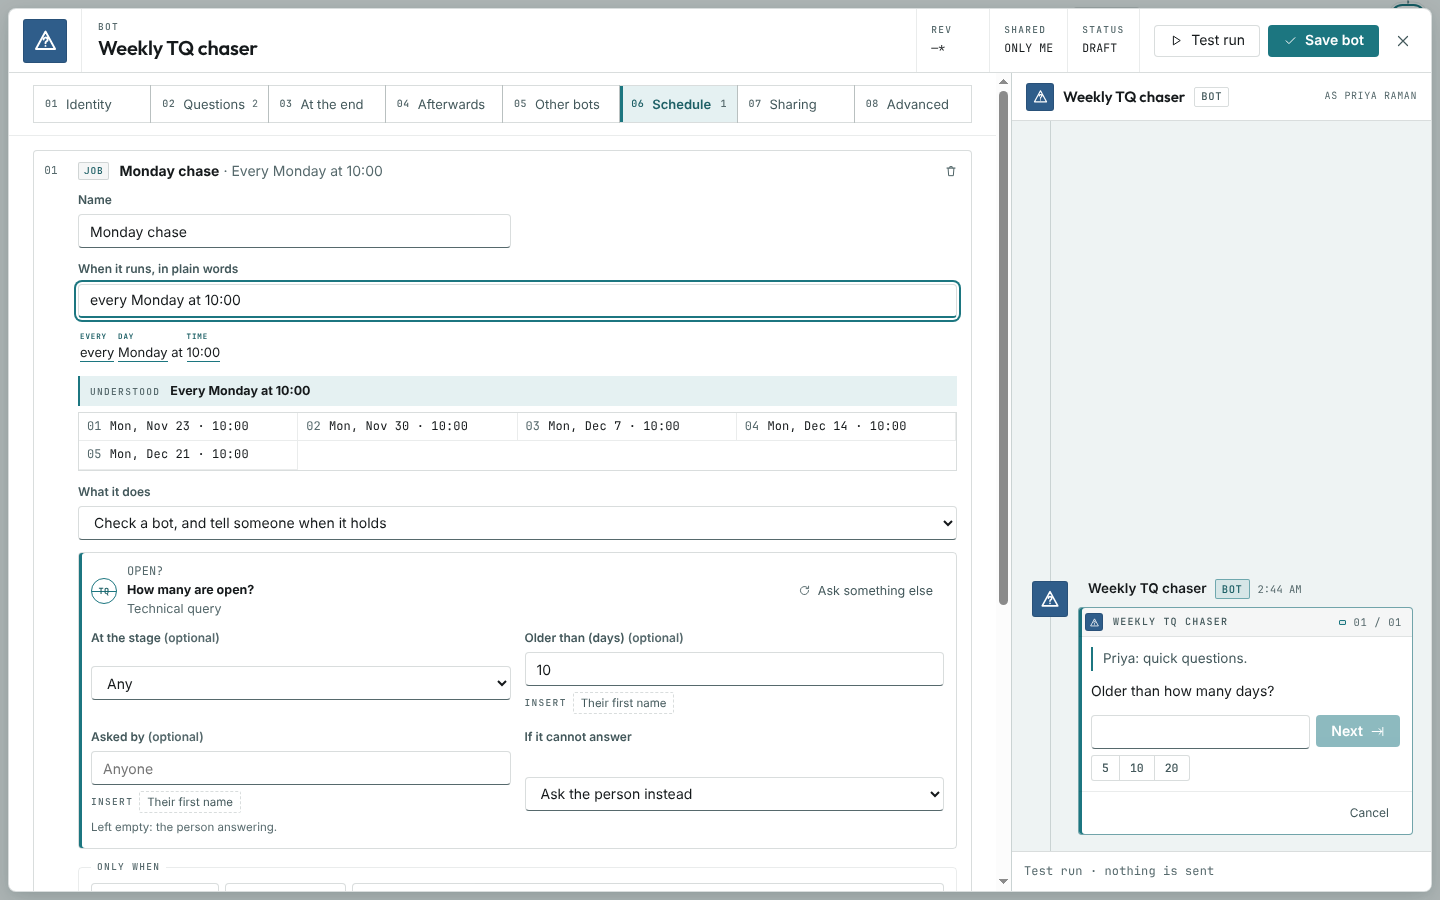 BOT
Weekly TQ chaser
REV
—*
SHARED
ONLY ME
STATUS
DRAFT
Test run
Save bot
01 Identity
02 Questions 2
03 At the end
04 Afterwards
05 Other bots
06 Schedule 1
07 Sharing
08 Advanced
01 JOB Monday chase · Every Monday at 10:00
Name
Monday chase
When it runs, in plain words
every Monday at 10:00
EVERY DAY TIME
every Monday at 10:00
UNDERSTOOD Every Monday at 10:00
01 Mon, Nov 23 · 10:00
02 Mon, Nov 30 · 10:00
03 Mon, Dec 7 · 10:00
04 Mon, Dec 14 · 10:00
05 Mon, Dec 21 · 10:00
What it does
Check a bot, and tell someone when it holds
OPEN?
TQ
How many are open?
Technical query
Ask something else
At the stage (optional)
Any
Older than (days) (optional)
10
INSERT Their first name
Asked by (optional)
Anyone
INSERT Their first name
Left empty: the person answering.
If it cannot answer
Ask the person instead
ONLY WHEN
Weekly TQ chaser BOT
AS PRIYA RAMAN
Weekly TQ chaser BOT 2:44 AM
WEEKLY TQ CHASER 01 / 01
Priya: quick questions.
Older than how many days?
Next
5 10 20
Cancel
Test run · nothing is sent